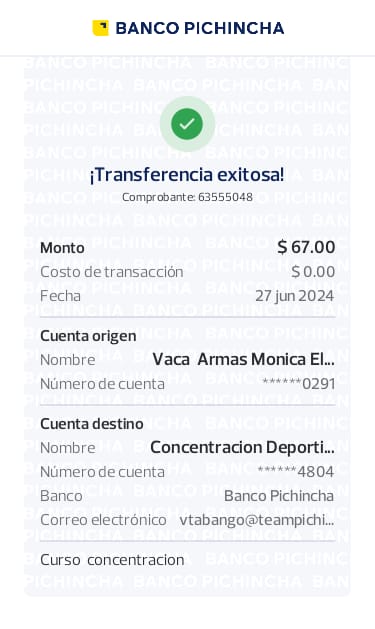 BANCO PICHINCHA
¡Transferencia exitosa!
Comprobante: 63555048
Monto $ 67.00
Costo de transacción $ 0.00
Fecha 27 jun 2024
Cuenta origen
Nombre Vaca Armas Monica El...
Número de cuenta ******0291
Cuenta destino
Nombre Concentracion Deporti...
Número de cuenta ******4804
Banco Banco Pichincha
Correo electrónico vtabango@teampichi...
Curso concentracion